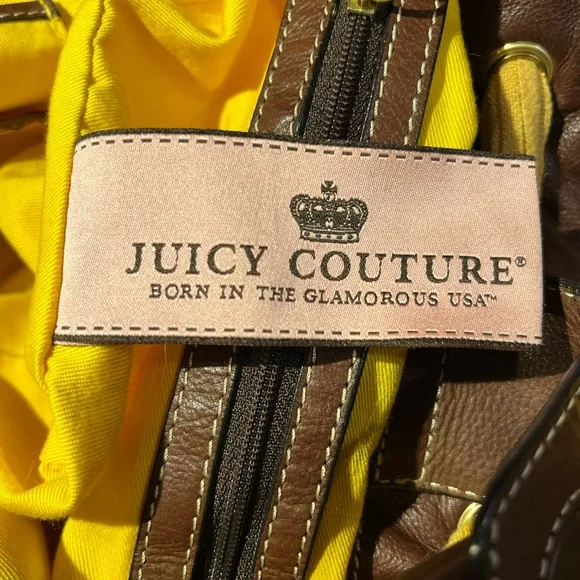 JUICY COUTURE®
BORN IN THE GLAMOROUS USA™